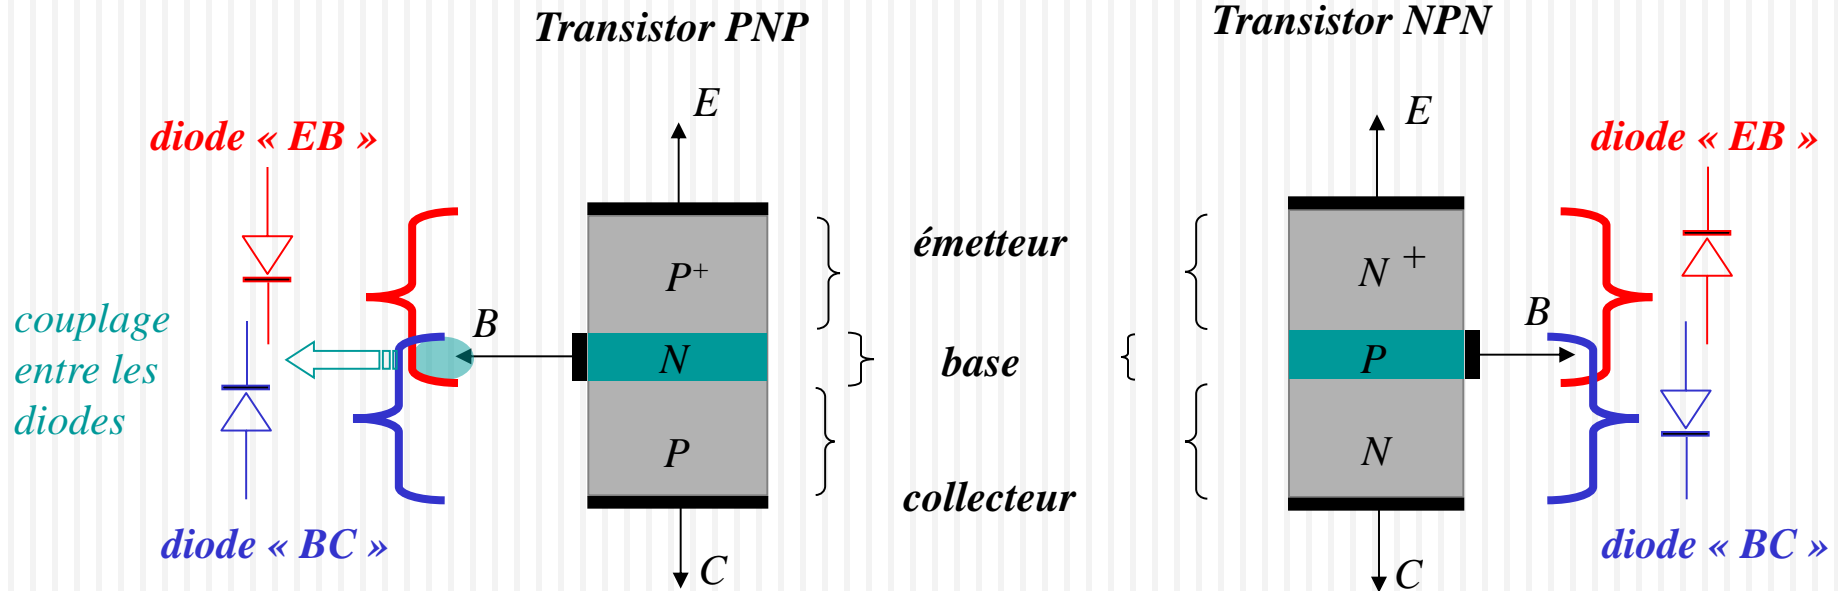 Transistor PNP
Transistor NPN
E
E
diode « EB »
diode « EB »
P+
émetteur
N +
couplage
entre les
diodes
B
B
N
base
P
P
N
collecteur
diode « BC »
diode « BC »
C
C